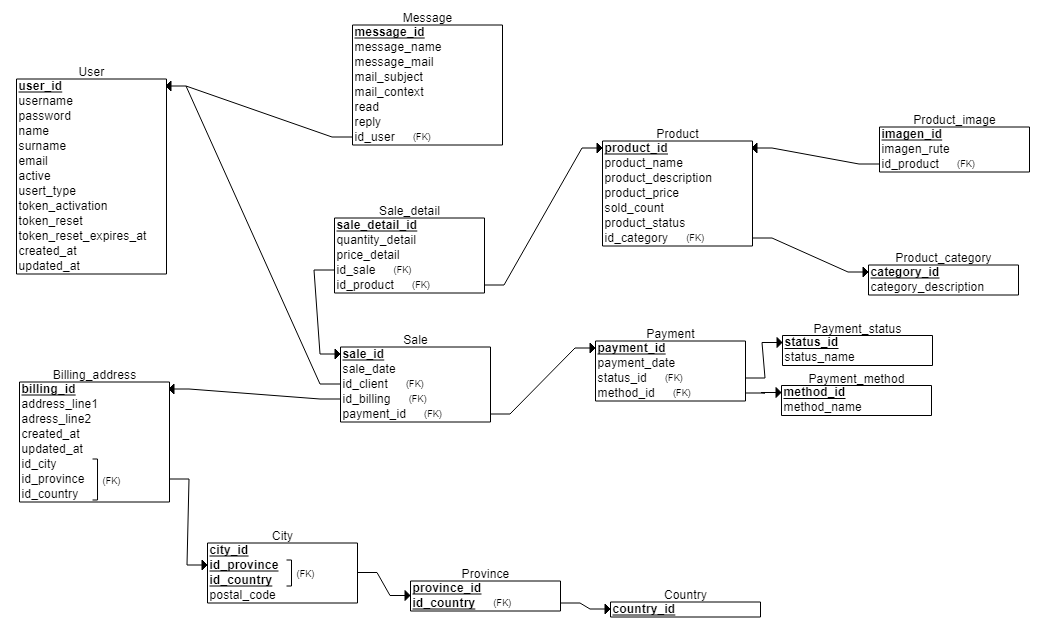 Message
message_id
message_name
message_mail
mail_subject
mail_context
read
reply
id_user (FK)
User
user_id
username
password
name
surname
email
active
usert_type
token_activation
token_reset
token_reset_expires_at
created_at
updated_at
Product
product_id
product_name
product_description
product_price
sold_count
product_status
id_category (FK)
Product_image
imagen_id
imagen_rute
id_product (FK)
Sale_detail
sale_detail_id
quantity_detail
price_detail
id_sale (FK)
id_product (FK)
Product_category
category_id
category_description
Sale
sale_id
sale_date
id_client (FK)
id_billing (FK)
payment_id (FK)
Payment
payment_id
payment_date
status_id (FK)
method_id (FK)
Payment_status
status_id
status_name
Payment_method
method_id
method_name
Billing_address
billing_id
address_line1
adress_line2
created_at
updated_at
id_city
id_province (FK)
id_country
City
city_id
id_province
id_country (FK)
postal_code
Province
province_id
id_country (FK)
Country
country_id